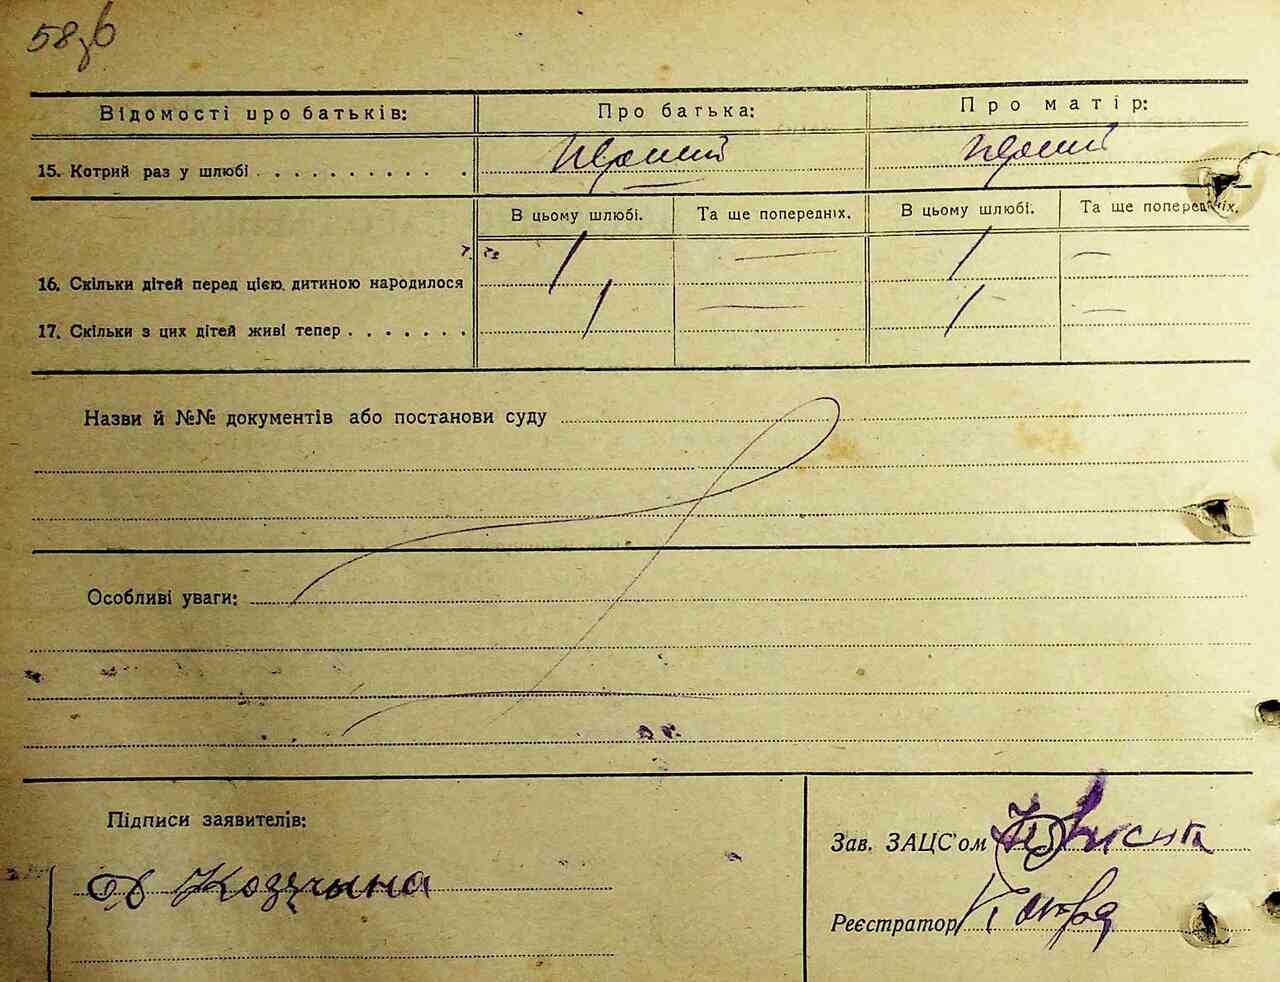 58зв
Відомості про батьків: Про батька: Про матір:
15. Котрий раз у шлюбі . . . . . . . . . . Перший Перший
В цьому шлюбі. Та ще попередніх. В цьому шлюбі. Та ще попередніх.
16. Скільки дітей перед цією дитиною народилося 1 — 1 —
17. Скільки з цих дітей живі тепер . . . . . . . 1 — 1 —
Назви й №№ документів або постанови суду
Особливі уваги:
Підписи заявителів:
Зав. ЗАЦС'ом
Реєстратор